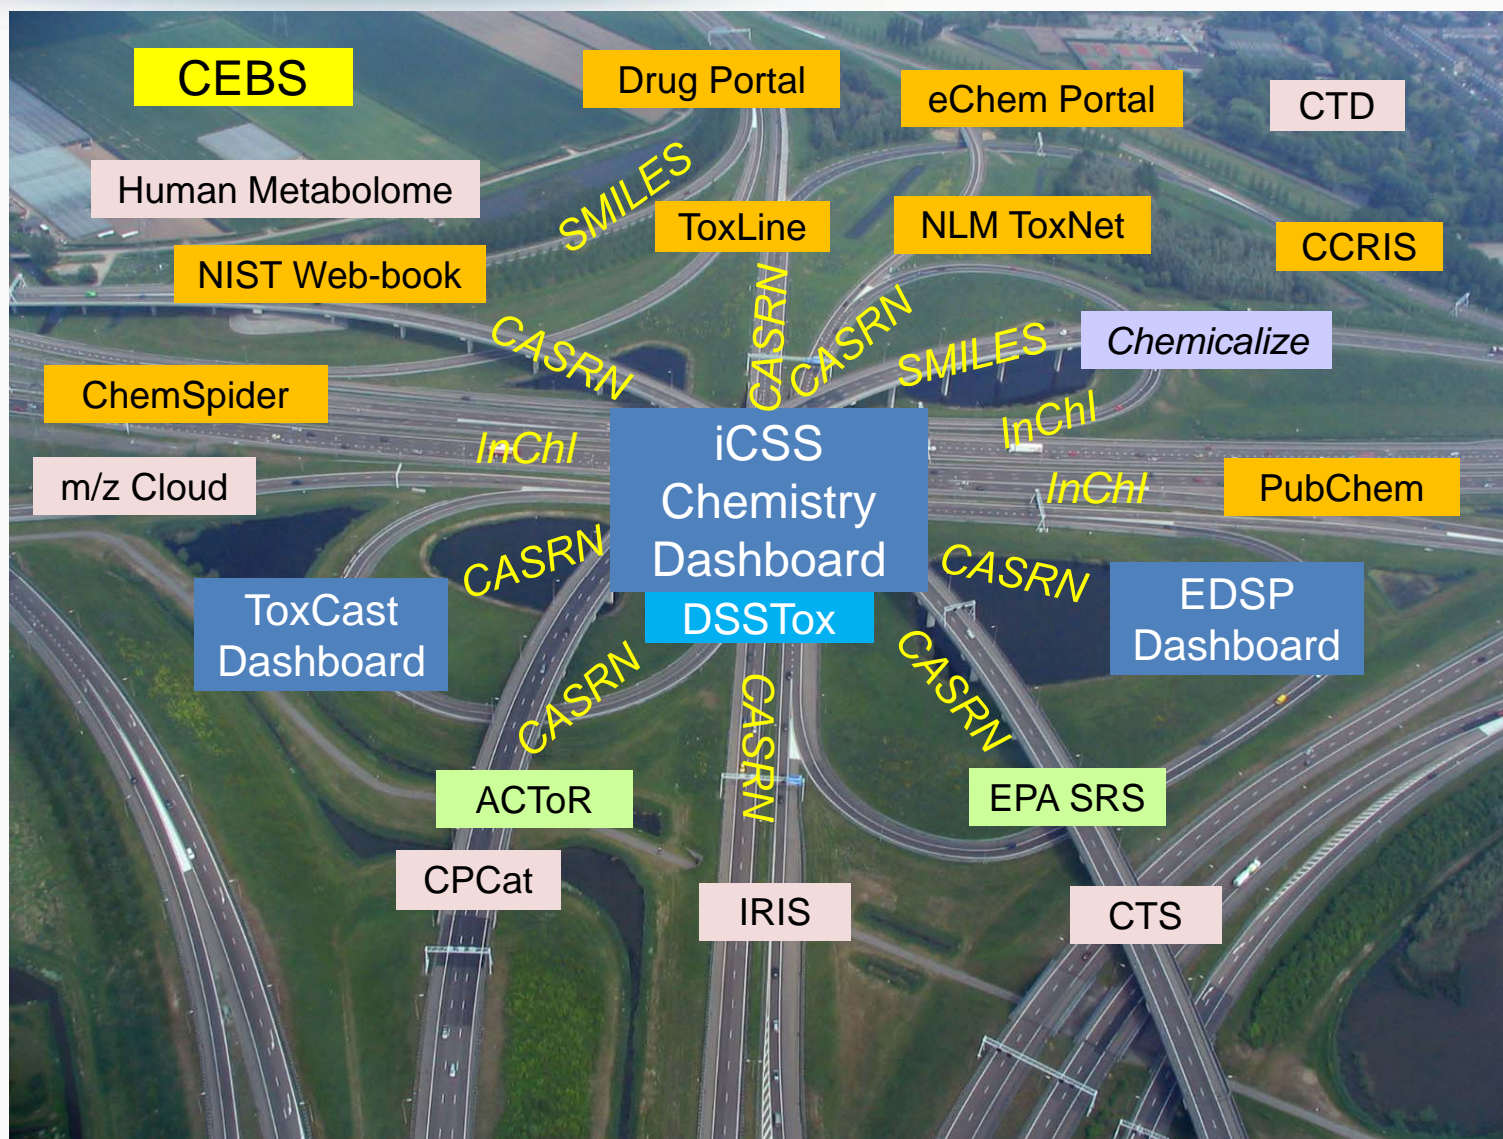 CEBS
Drug Portal
eChem Portal
CTD
Human Metabolome
SMILES
ToxLine
NLM ToxNet
CCRIS
NIST Web-book
CASRN
CASRN
CASRN
SMILES
Chemicalize
ChemSpider
InChI
InChI
iCSS
Chemistry
Dashboard
m/z Cloud
InChI
PubChem
CASRN
CASRN
ToxCast
Dashboard
DSSTox
EDSP
Dashboard
CASRN
CASRN
CASRN
ACToR
EPA SRS
CPCat
IRIS
CTS